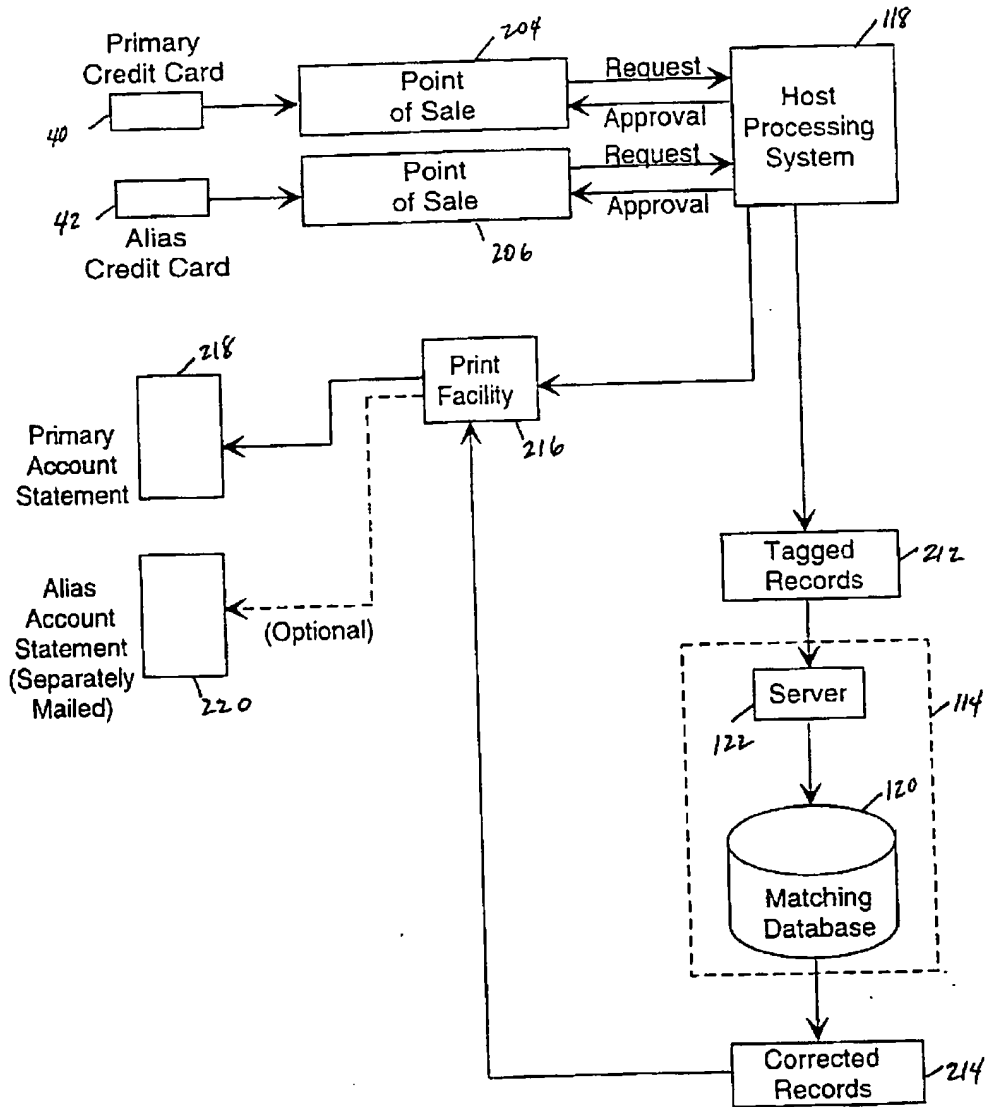 Primary
Credit Card
40
204
Point
of Sale
Request
Approval
118
Host
Processing
System
42
Alias
Credit Card
Point
of Sale
206
Request
Approval
218
Primary
Account
Statement
Print
Facility
216
Alias
Account
Statement
(Separately
Mailed)
220
(Optional)
Tagged
Records
212
Server
122
114
120
Matching
Database
Corrected
Records
214